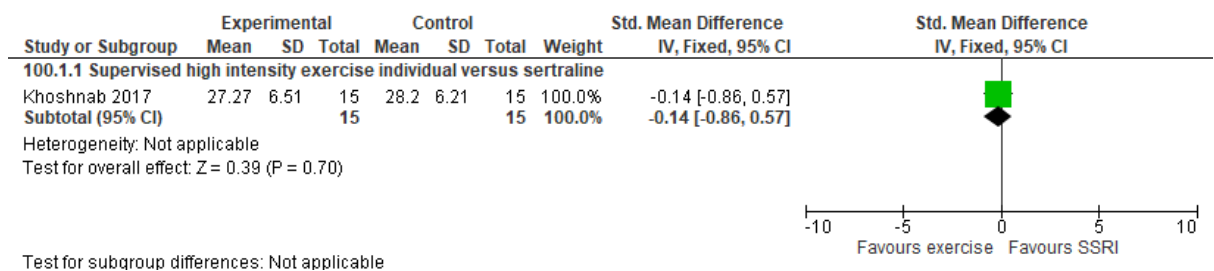 Experimental Control Std. Mean Difference Std. Mean Difference
Study or Subgroup Mean SD Total Mean SD Total Weight IV, Fixed, 95% CI IV, Fixed, 95% CI
100.1.1 Supervised high intensity exercise individual versus sertraline
Khoshnab 2017 27.27 6.51 15 28.2 6.21 15 100.0% -0.14 [-0.86, 0.57]
Subtotal (95% CI) 15 15 100.0% -0.14 [-0.86, 0.57]
Heterogeneity: Not applicable
Test for overall effect: Z = 0.39 (P = 0.70)
-10 -5 0 5 10
Favours exercise Favours SSRI
Test for subgroup differences: Not applicable